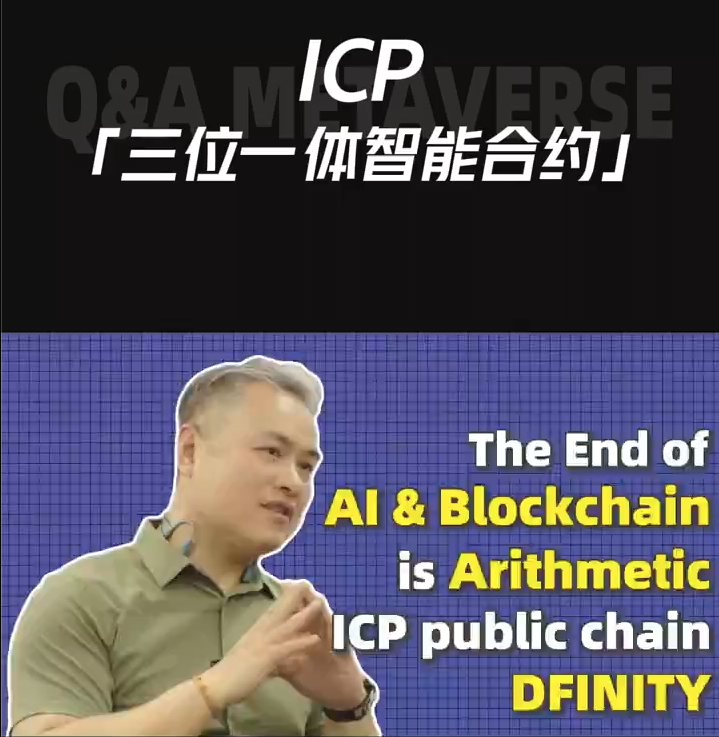 ICP
Q&A METAVERSE
「三位一体智能合约」
The End of
AI & Blockchain
is Arithmetic
ICP public chain
DFINITY